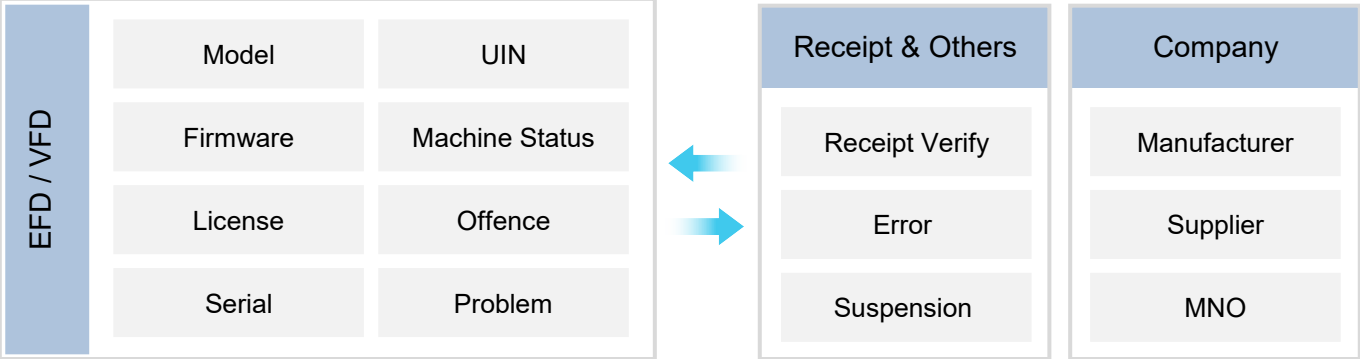 EFD / VFD
Model
UIN
Firmware
Machine Status
License
Offence
Serial
Problem
Receipt & Others
Receipt Verify
Error
Suspension
Company
Manufacturer
Supplier
MNO